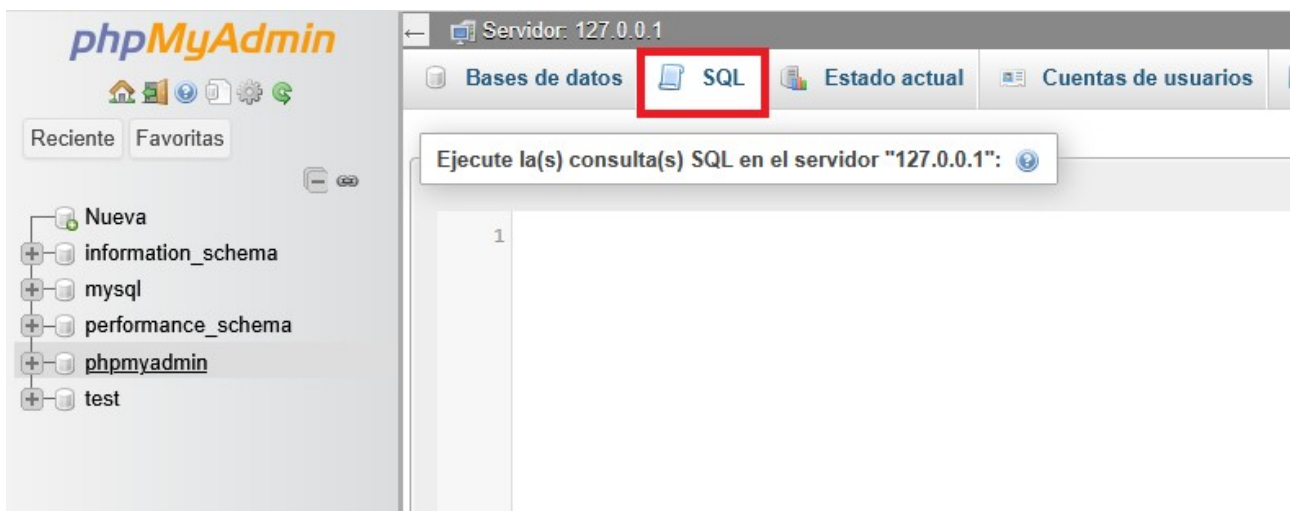 phpMyAdmin
Reciente Favoritas
Nueva
information_schema
mysql
performance_schema
phpmyadmin
test
Servidor: 127.0.0.1
Bases de datos SQL Estado actual Cuentas de usuarios
Ejecute la(s) consulta(s) SQL en el servidor "127.0.0.1":
1